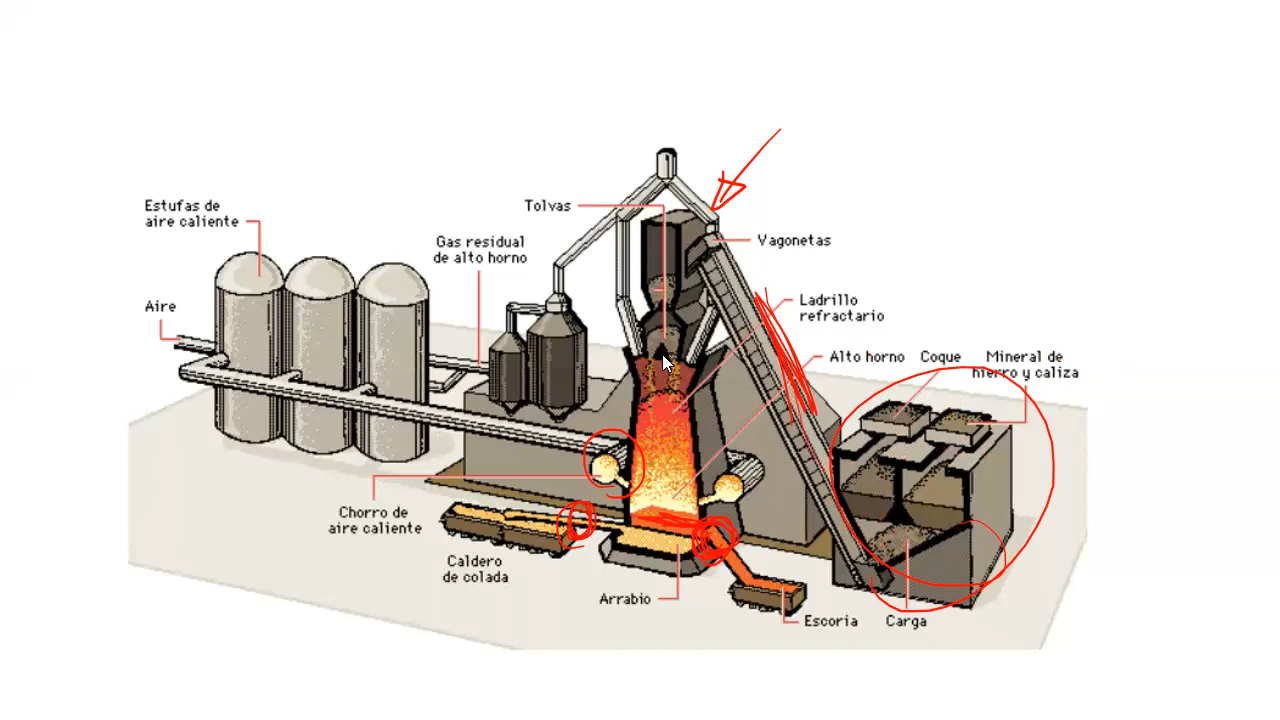 Estufas de
aire caliente
Tolvas
Gas residual
de alto horno
Vagonetas
Aire
Ladrillo
refractario
Alto horno
Coque
Mineral de
hierro y caliza
Chorro de
aire caliente
Caldero
de colada
Arrabio
Escoria
Carga